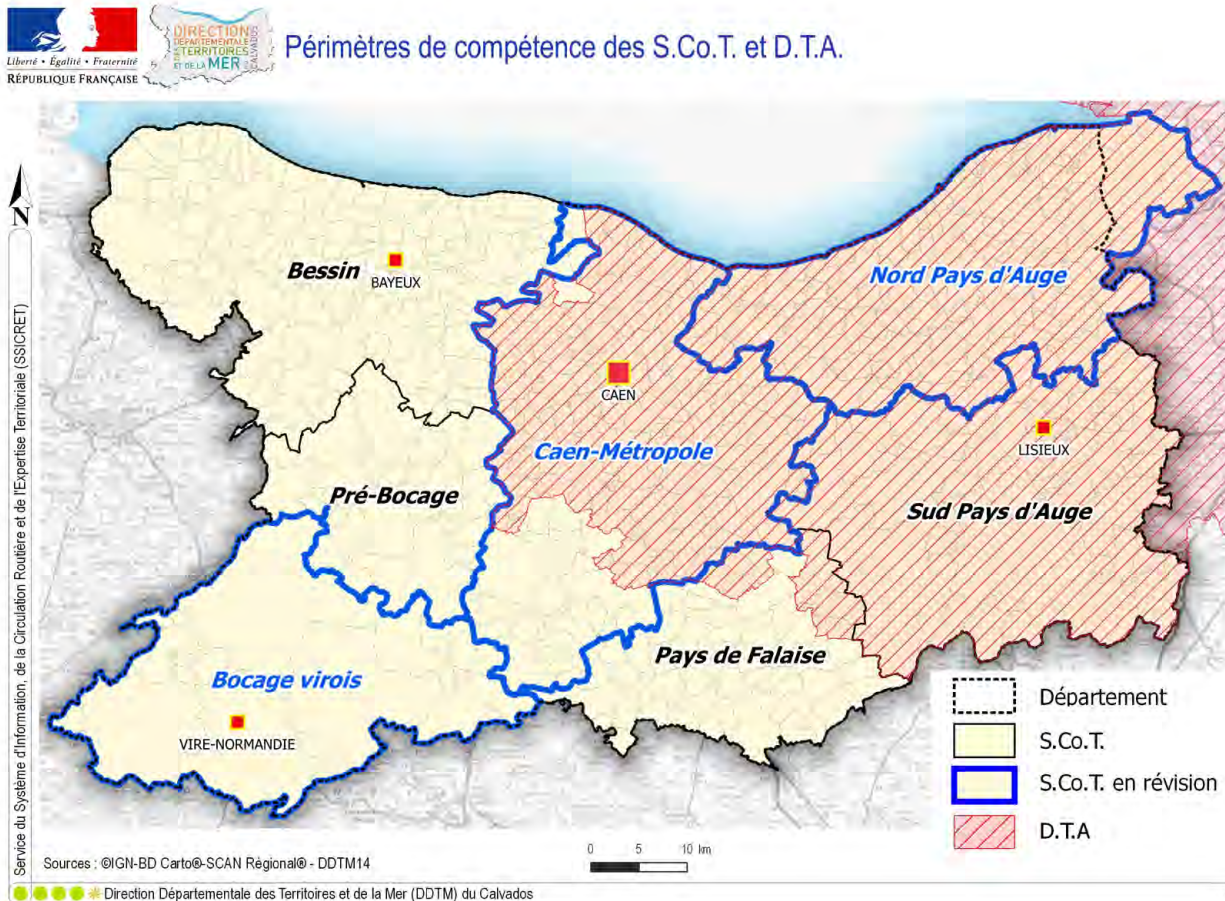 Liberté • Égalité • Fraternité
RÉPUBLIQUE FRANÇAISE
DIRECTION
DÉPARTEMENTALE
DES TERRITOIRES
ET DE LA MER
CALVADOS
Périmètres de compétence des S.Co.T. et D.T.A.
N
Service du Système d'Information, de la Circulation Routière et de l'Expertise Territoriale (SSICRET)
Bessin
BAYEUX
Nord Pays d'Auge
CAEN
Caen-Métropole
LISIEUX
Pré-Bocage
Sud Pays d'Auge
Pays de Falaise
Bocage virois
VIRE-NORMANDIE
Département
S.Co.T.
S.Co.T. en révision
D.T.A
0 5 10 km
Sources : ©IGN-BD Carto®-SCAN Régional® - DDTM14
Direction Départementale des Territoires et de la Mer (DDTM) du Calvados